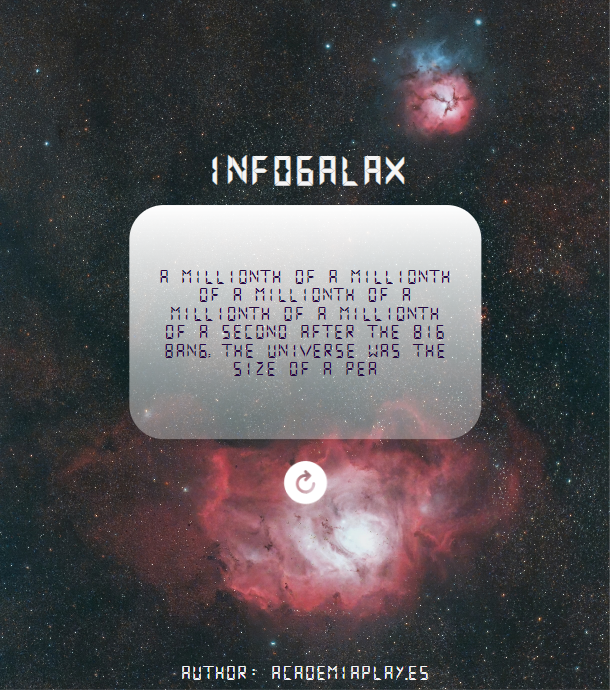 INFOGALAX
A MILLIONTH OF A MILLIONTH
OF A MILLIONTH OF A
MILLIONTH OF A MILLIONTH
OF A SECOND AFTER THE BIG
BANG, THE UNIVERSE WAS THE
SIZE OF A PEA
AUTHOR: ACADEMIAPLAY.ES